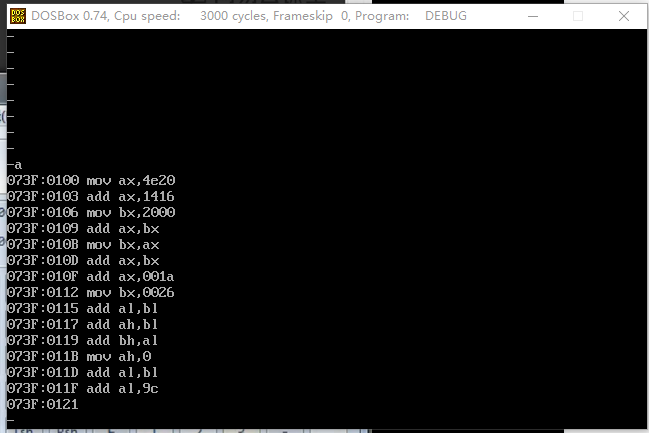 DOSBox 0.74, Cpu speed: 3000 cycles, Frameskip 0, Program: DEBUG
-
-
-
-
-
-
-
-
-a
073F:0100 mov ax,4e20
073F:0103 add ax,1416
073F:0106 mov bx,2000
073F:0109 add ax,bx
073F:010B mov bx,ax
073F:010D add ax,bx
073F:010F add ax,001a
073F:0112 mov bx,0026
073F:0115 add al,bl
073F:0117 add ah,bl
073F:0119 add bh,al
073F:011B mov ah,0
073F:011D add al,bl
073F:011F add al,9c
073F:0121
-